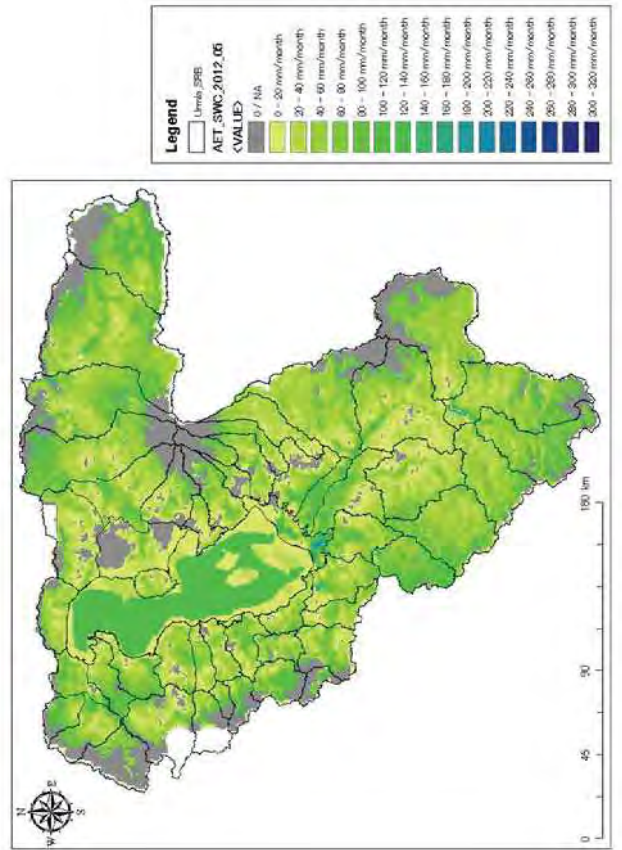 N
W
E
S
0
45
90
180 km
Legend
Urmia_SRB
AET_SWC_2012_05
<VALUE>
0 / NA
0 - 20 mm/month
20 - 40 mm/month
40 - 60 mm/month
60 - 80 mm/month
80 - 100 mm/month
100 - 120 mm/month
120 - 140 mm/month
140 - 160 mm/month
160 - 180 mm/month
180 - 200 mm/month
200 - 220 mm/month
220 - 240 mm/month
240 - 260 mm/month
260 - 280 mm/month
280 - 300 mm/month
300 - 320 mm/month